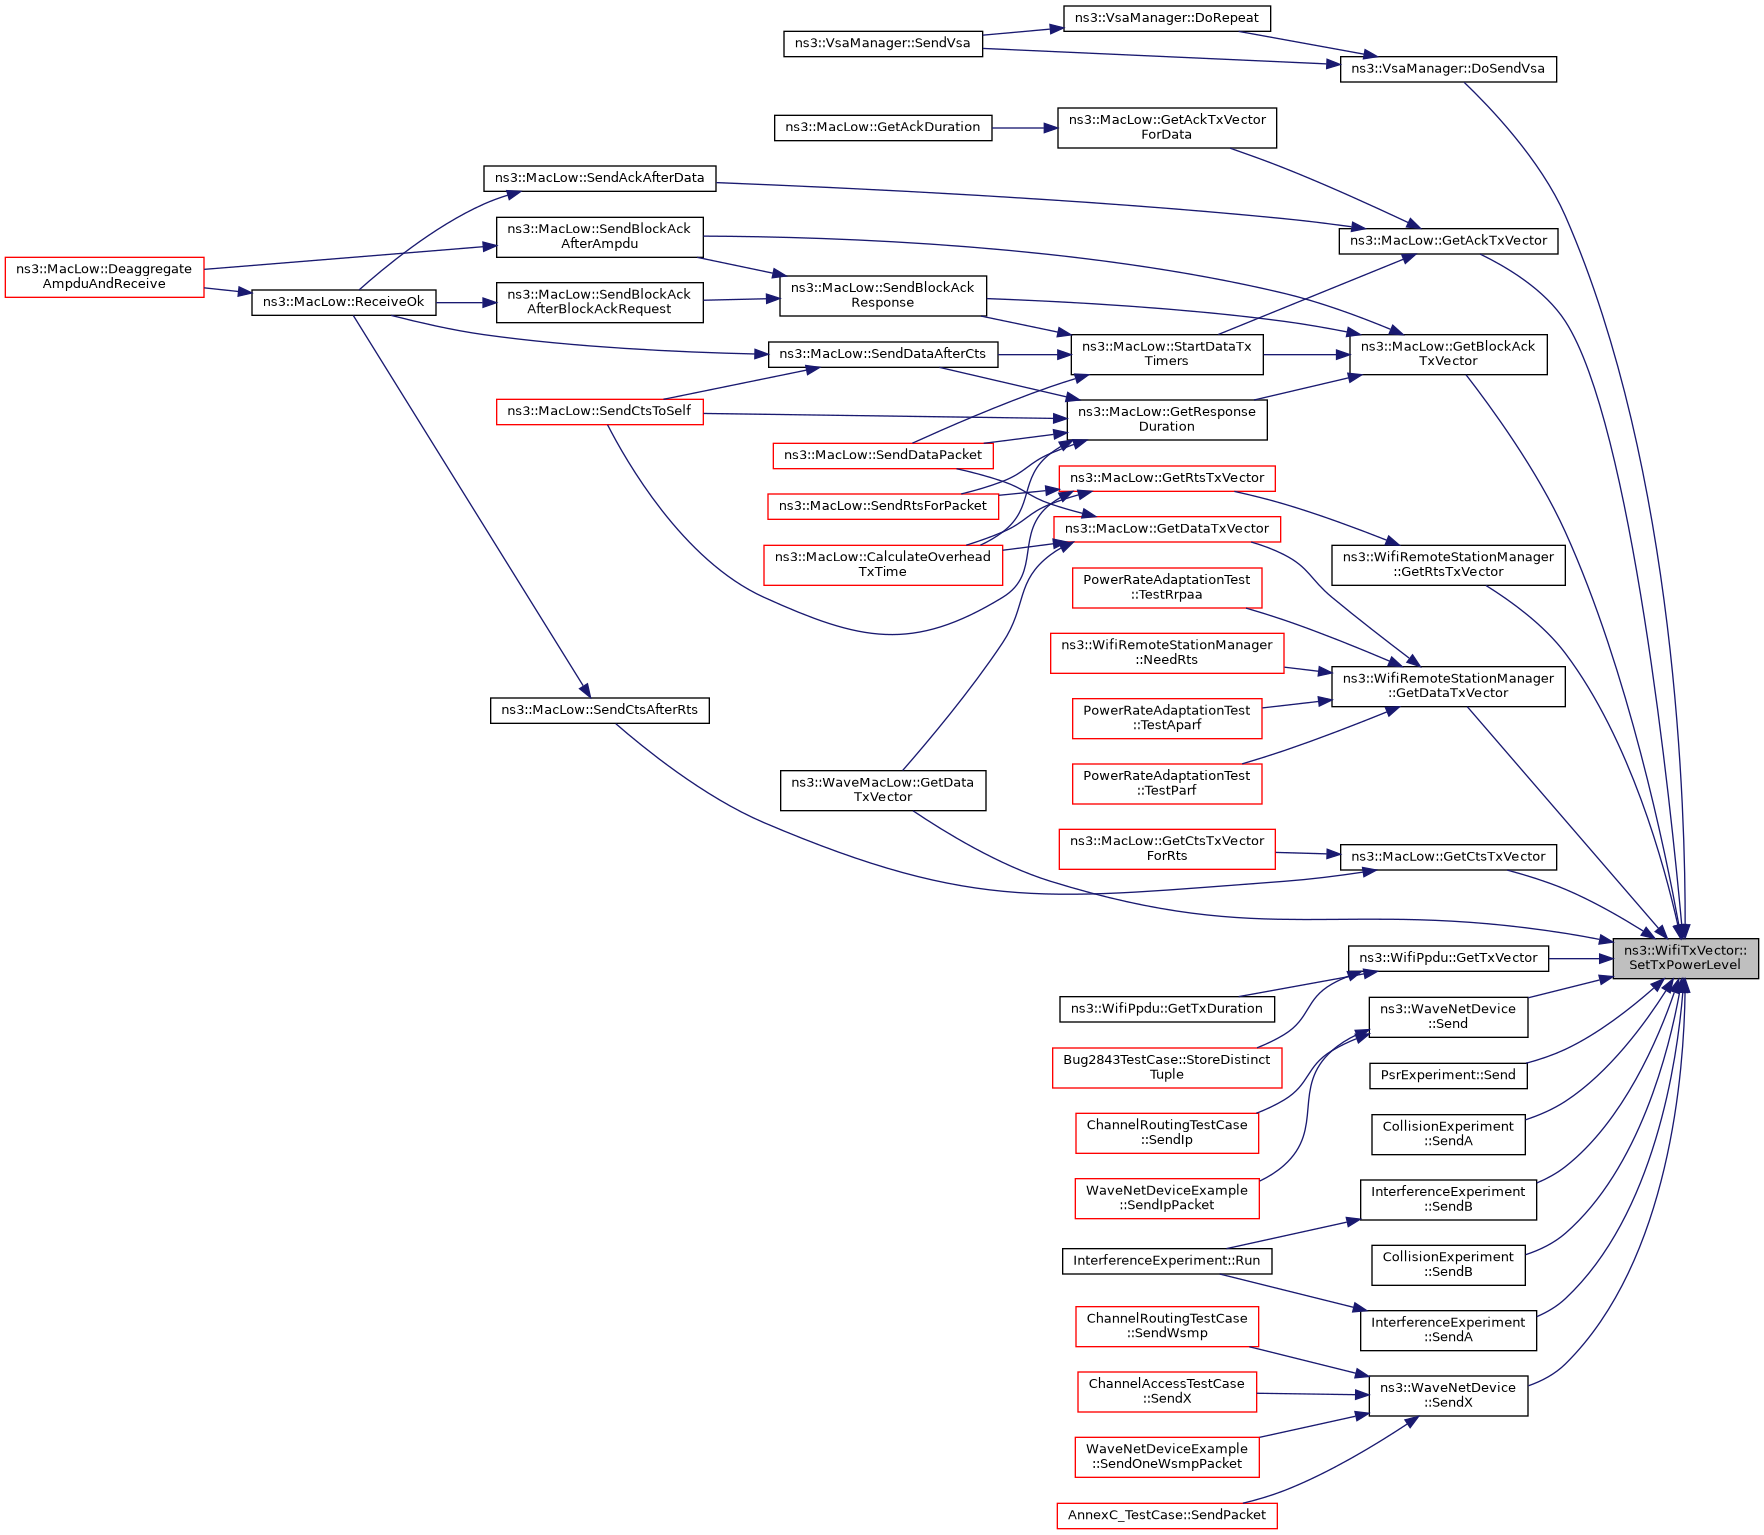 ns3::VsaManager::DoRepeat
ns3::VsaManager::SendVsa
ns3::VsaManager::DoSendVsa
ns3::MacLow::GetAckDuration
ns3::MacLow::GetAckTxVector
ForData
ns3::MacLow::SendAckAfterData
ns3::MacLow::SendBlockAck
AfterAmpdu
ns3::MacLow::GetAckTxVector
ns3::MacLow::Deaggregate
AmpduAndReceive
ns3::MacLow::ReceiveOk
ns3::MacLow::SendBlockAck
AfterBlockAckRequest
ns3::MacLow::SendBlockAck
Response
ns3::MacLow::SendDataAfterCts
ns3::MacLow::StartDataTx
Timers
ns3::MacLow::GetBlockAck
TxVector
ns3::MacLow::SendCtsToSelf
ns3::MacLow::GetResponse
Duration
ns3::MacLow::SendDataPacket
ns3::MacLow::GetRtsTxVector
ns3::MacLow::SendRtsForPacket
ns3::MacLow::GetDataTxVector
ns3::MacLow::CalculateOverhead
TxTime
ns3::WifiRemoteStationManager
::GetRtsTxVector
PowerRateAdaptationTest
::TestRrpaa
ns3::WifiRemoteStationManager
::NeedRts
ns3::WifiRemoteStationManager
::GetDataTxVector
ns3::MacLow::SendCtsAfterRts
PowerRateAdaptationTest
::TestAparf
ns3::WaveMacLow::GetData
TxVector
PowerRateAdaptationTest
::TestParf
ns3::MacLow::GetCtsTxVector
ForRts
ns3::MacLow::GetCtsTxVector
ns3::WifiTxVector::
SetTxPowerLevel
ns3::WifiPpdu::GetTxVector
ns3::WifiPpdu::GetTxDuration
ns3::WaveNetDevice
::Send
Bug2843TestCase::StoreDistinct
Tuple
PsrExperiment::Send
ChannelRoutingTestCase
::SendIp
CollisionExperiment
::SendA
WaveNetDeviceExample
::SendIpPacket
InterferenceExperiment
::SendB
InterferenceExperiment::Run
CollisionExperiment
::SendB
ChannelRoutingTestCase
::SendWsmp
InterferenceExperiment
::SendA
ChannelAccessTestCase
::SendX
ns3::WaveNetDevice
::SendX
WaveNetDeviceExample
::SendOneWsmpPacket
AnnexC_TestCase::SendPacket